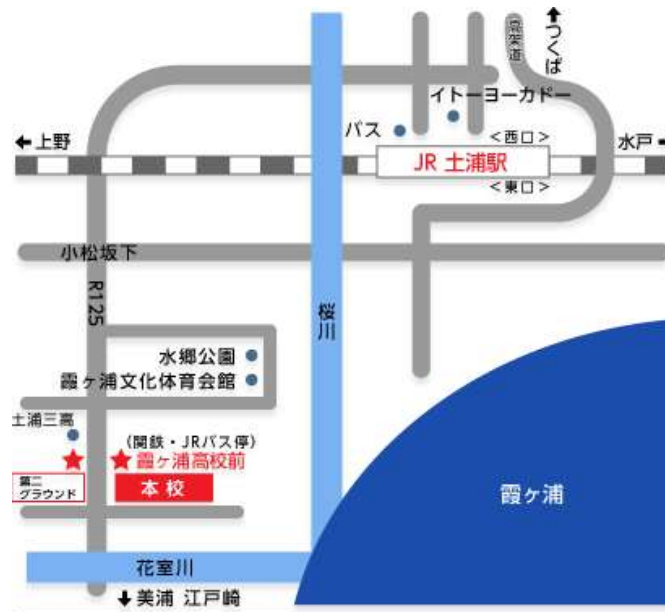 つくば
高架道
イトーヨーカドー
バス
<西口>
上野
JR 土浦駅
水戸
<東口>
小松坂下
R125
桜川
水郷公園
霞ヶ浦文化体育会館
土浦三高
(関鉄・JRバス停)
霞ヶ浦高校前
第二
グラウンド
本校
霞ヶ浦
花室川
美浦 江戸崎